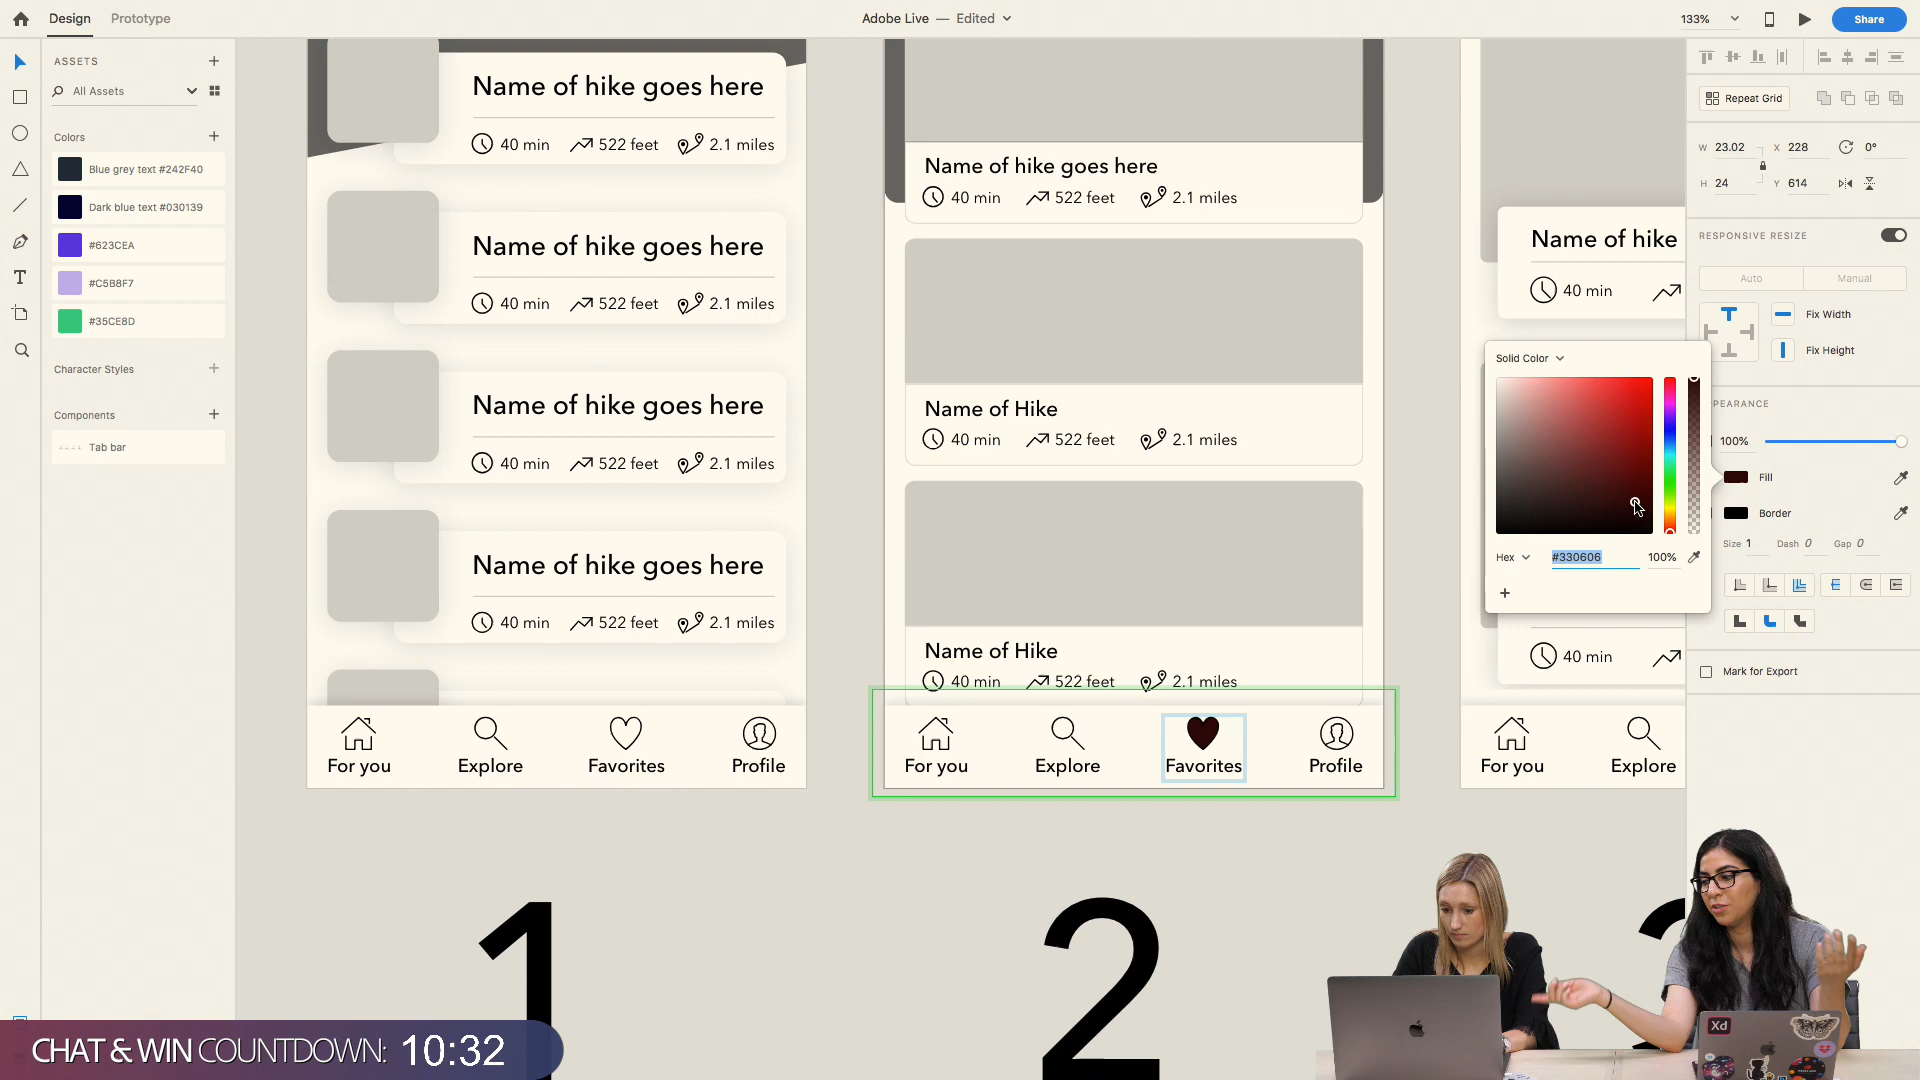 Design Prototype
Adobe Live — Edited
133%
Share
ASSETS
All Assets
Colors
Blue grey text #242F40
Dark blue text #030139
#623CEA
#C5B8F7
#35CE8D
Character Styles
Components
Tab bar
Name of hike goes here
40 min 522 feet 2.1 miles
Name of hike goes here
40 min 522 feet 2.1 miles
Name of hike goes here
40 min 522 feet 2.1 miles
Name of hike goes here
40 min 522 feet 2.1 miles
For you Explore Favorites Profile
1
Name of hike goes here
40 min 522 feet 2.1 miles
Name of Hike
40 min 522 feet 2.1 miles
Name of Hike
40 min 522 feet 2.1 miles
For you Explore Favorites Profile
2
Name of hike
40 min
40 min
For you Explore
Solid Color
Hex #330606 100%
Repeat Grid
W 23.02 X 228 0°
H 24 Y 614
RESPONSIVE RESIZE
Auto Manual
Fix Width
Fix Height
PEARANCE
100%
Fill
Border
Size 1 Dash 0 Gap 0
Mark for Export
Xd
CHAT & WIN COUNTDOWN: 10:32